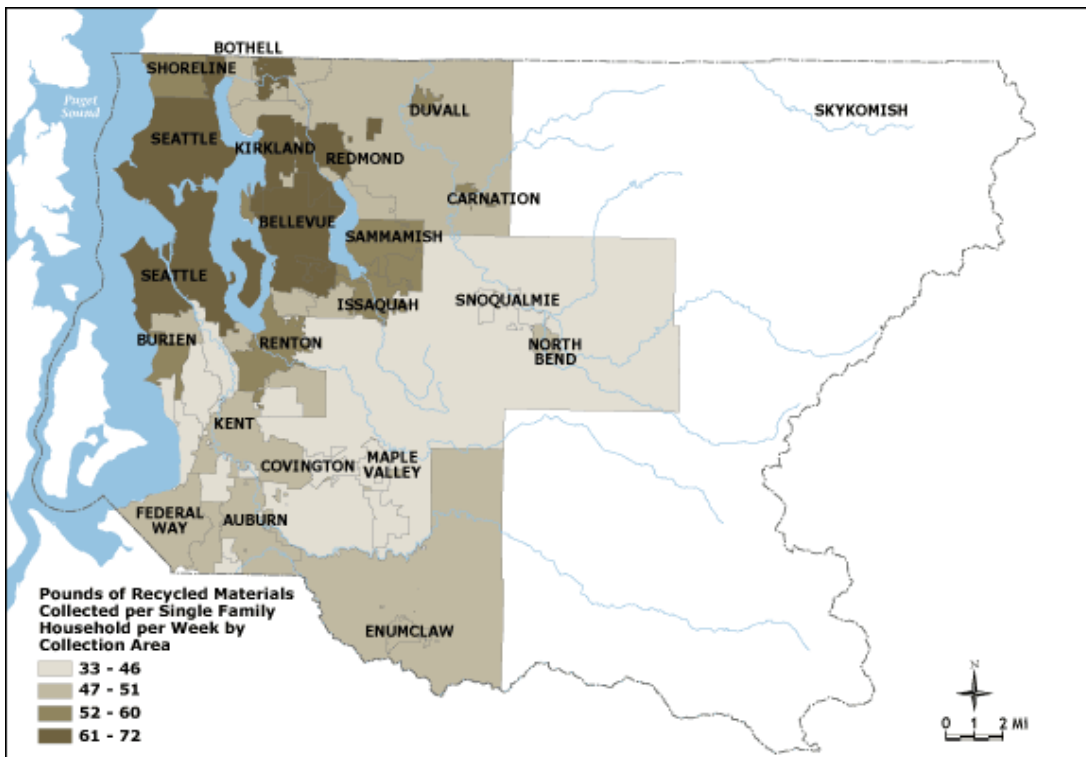 BOTHELL
SHORELINE
Puget
Sound
DUVALL
SKYKOMISH
SEATTLE
KIRKLAND
REDMOND
CARNATION
BELLEVUE
SAMMAMISH
SEATTLE
ISSAQUAH
SNOQUALMIE
BURIEN
RENTON
NORTH
BEND
KENT
COVINGTON
MAPLE
VALLEY
FEDERAL
WAY
AUBURN
Pounds of Recycled Materials
Collected per Single Family
Household per Week by
Collection Area
33 - 46
47 - 51
52 - 60
61 - 72
ENUMCLAW
N
0 1 2 MI